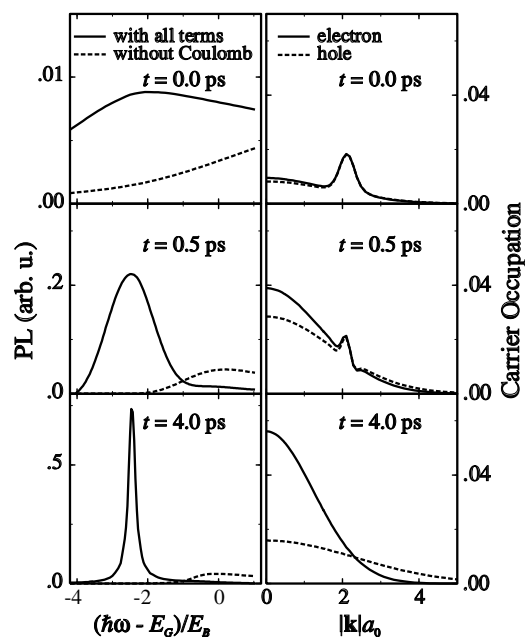 with all terms
without Coulomb
t = 0.0 ps
.01
.00
electron
hole
t = 0.0 ps
.04
.00
t = 0.5 ps
.2
.0
t = 0.5 ps
.04
.00
t = 4.0 ps
.5
.0
-4 -2 0
t = 4.0 ps
.04
.00
0 2 4
PL (arb. u.)
Carrier Occupation
(ħω - E_G)/E_B
|k|a_0